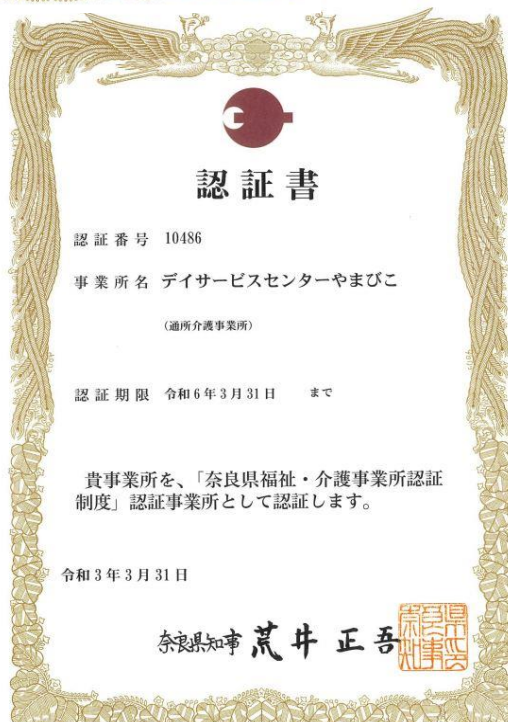 認証書
認証番号 10486
事業所名 デイサービスセンターやまびこ
(通所介護事業所)
認証期限 令和6年3月31日 まで
貴事業所を、「奈良県福祉・介護事業所認証
制度」認証事業所として認証します。
令和3年3月31日
奈良県知事 荒井正吾